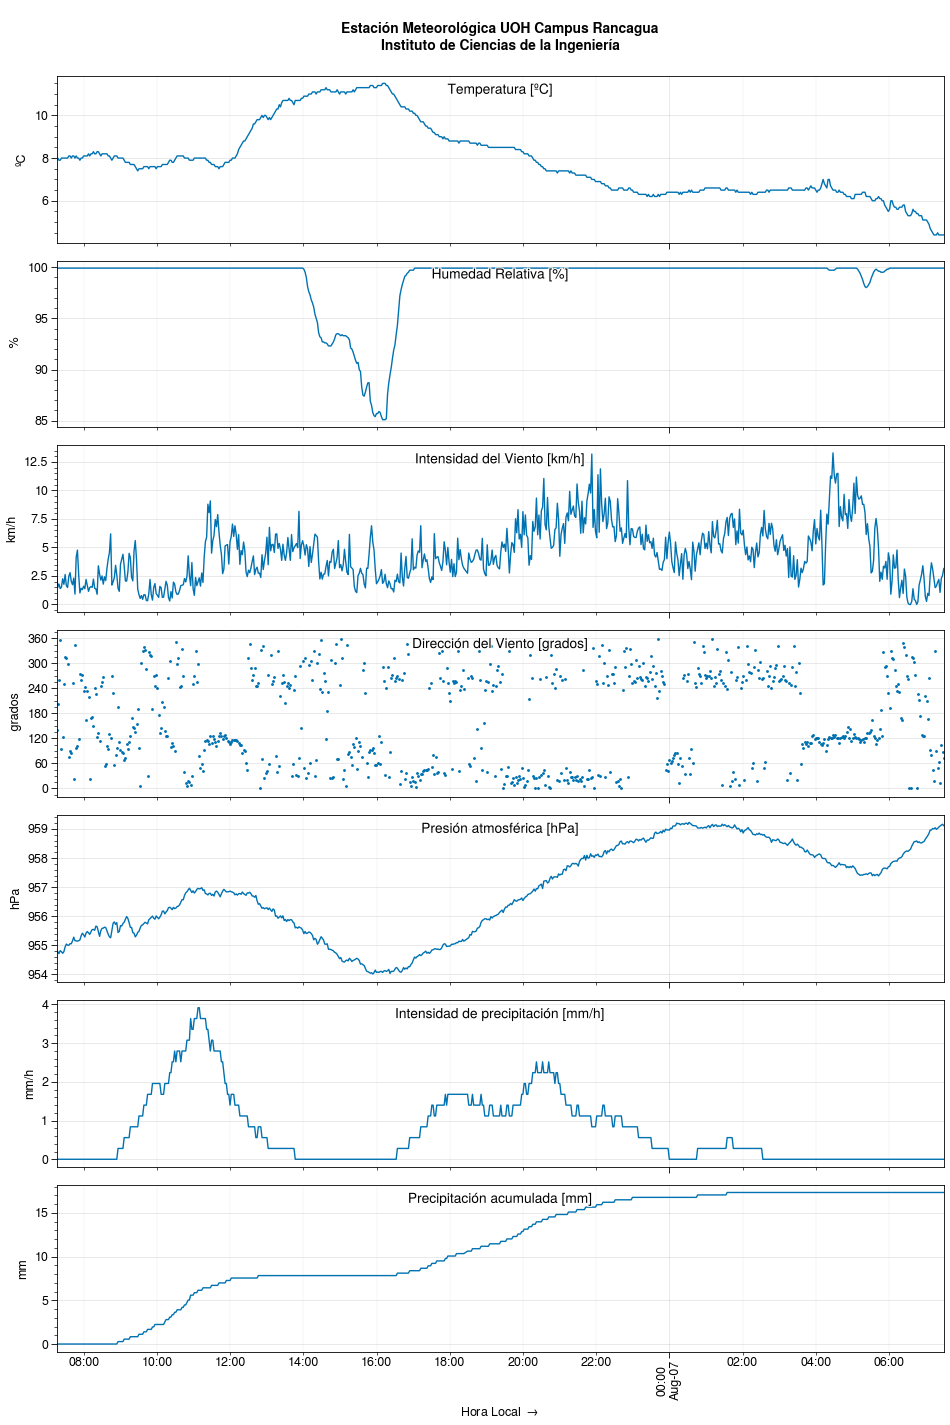 Estación Meteorológica UOH Campus Rancagua
Instituto de Ciencias de la Ingeniería
Temperatura [ºC]
ºC
10
8
6
Humedad Relativa [%]
%
100
95
90
85
Intensidad del Viento [km/h]
km/h
12.5
10
7.5
5
2.5
0
Dirección del Viento [grados]
grados
360
300
240
180
120
60
0
Presión atmosférica [hPa]
hPa
959
958
957
956
955
954
Intensidad de precipitación [mm/h]
mm/h
4
3
2
1
0
Precipitación acumulada [mm]
mm
15
10
5
0
08:00 10:00 12:00 14:00 16:00 18:00 20:00 22:00 00:00 02:00 04:00 06:00
Aug-07
Hora Local →